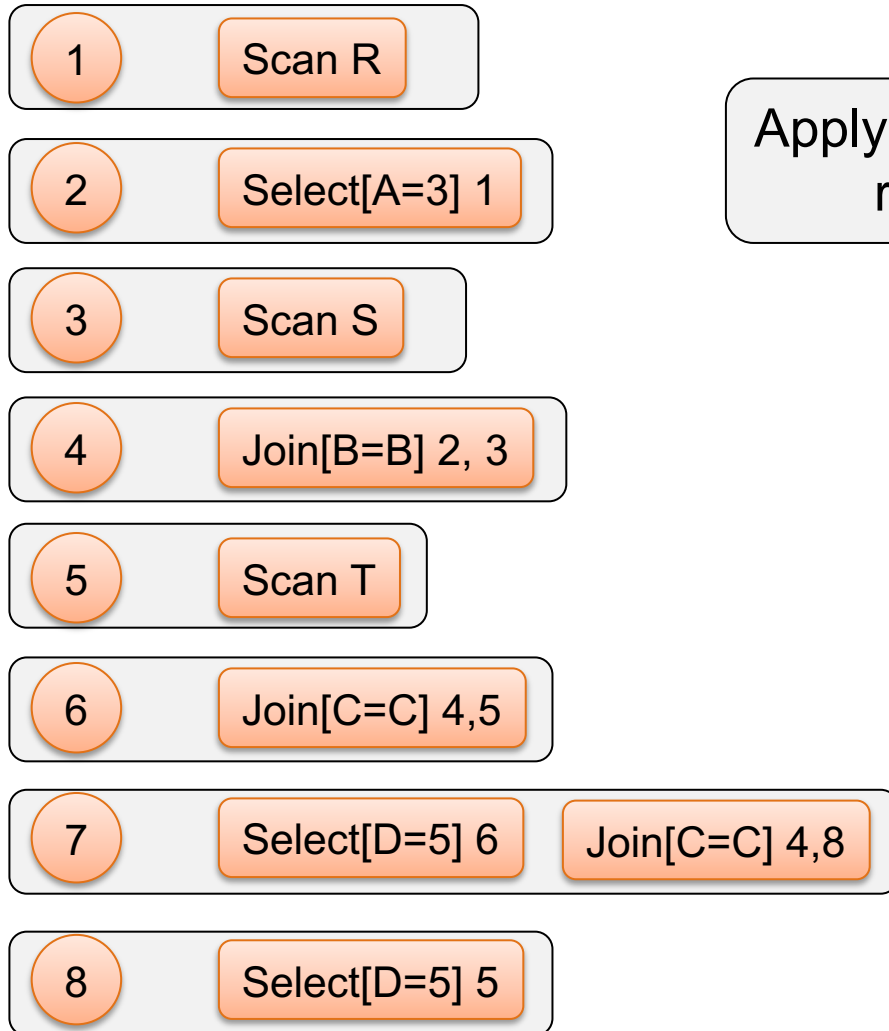 1 Scan R
Apply
2 Select[A=3] 1
3 Scan S
4 Join[B=B] 2, 3
5 Scan T
6 Join[C=C] 4,5
7 Select[D=5] 6 Join[C=C] 4,8
8 Select[D=5] 5